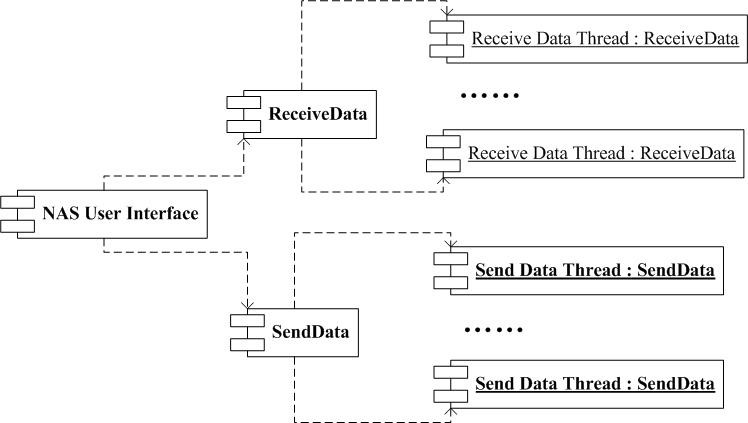 Receive Data Thread : ReceiveData
......
ReceiveData
Receive Data Thread : ReceiveData
NAS User Interface
Send Data Thread : SendData
......
SendData
Send Data Thread : SendData